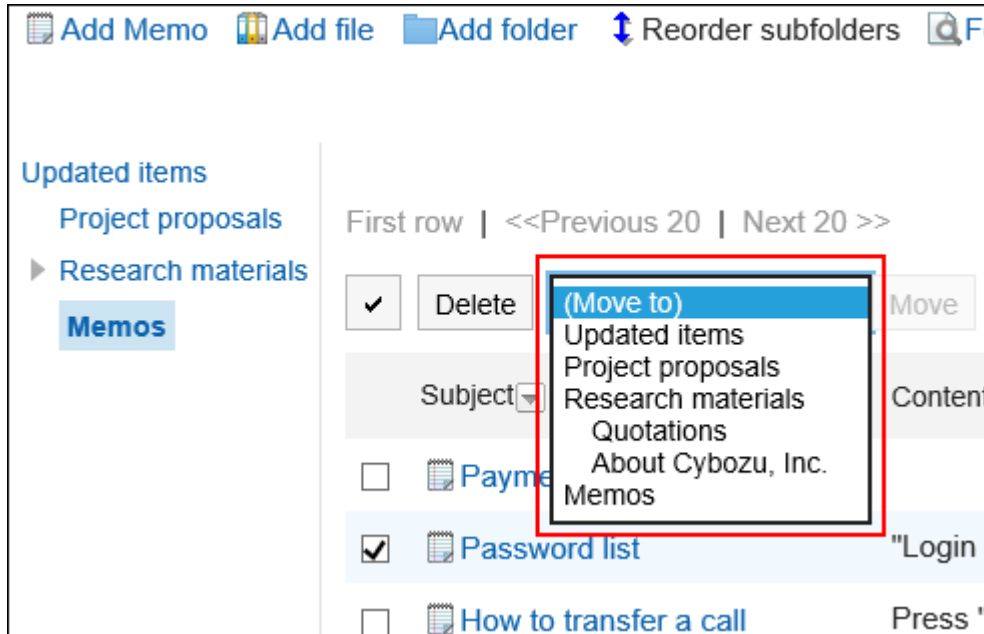 Add Memo Add file Add folder Reorder subfolders
Updated items
Project proposals
Research materials
Memos
First row | <<Previous 20 | Next 20 >>
Delete (Move to) Move
Updated items
Project proposals
Research materials
Quotations
About Cybozu, Inc.
Memos
Subject
"Login
Password list
How to transfer a call Press "